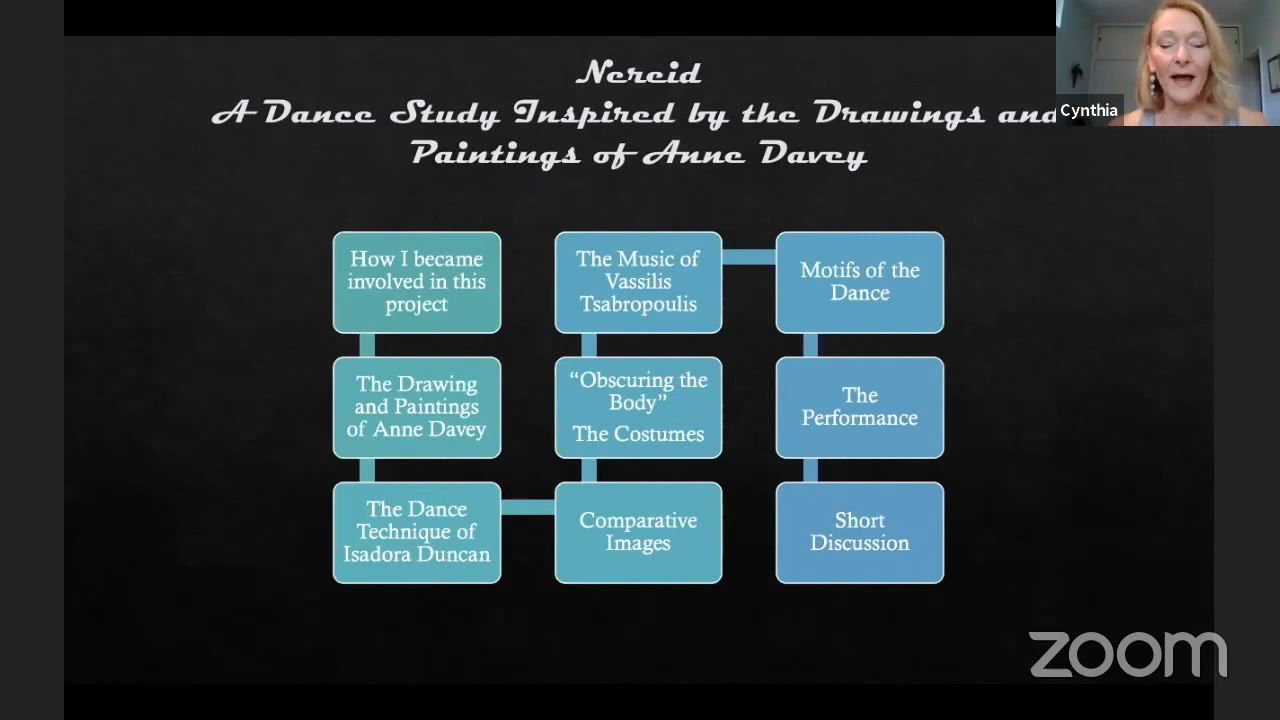 Nereid
A Dance Study Inspired by the Drawings and
Paintings of Anne Davey
Cynthia
How I became
involved in this
project
The Drawing
and Paintings
of Anne Davey
The Dance
Technique of
Isadora Duncan
Comparative
Images
“Obscuring the
Body”
The Costumes
The Music of
Vassilis
Tsabropoulis
Motifs of the
Dance
The
Performance
Short
Discussion
zoom